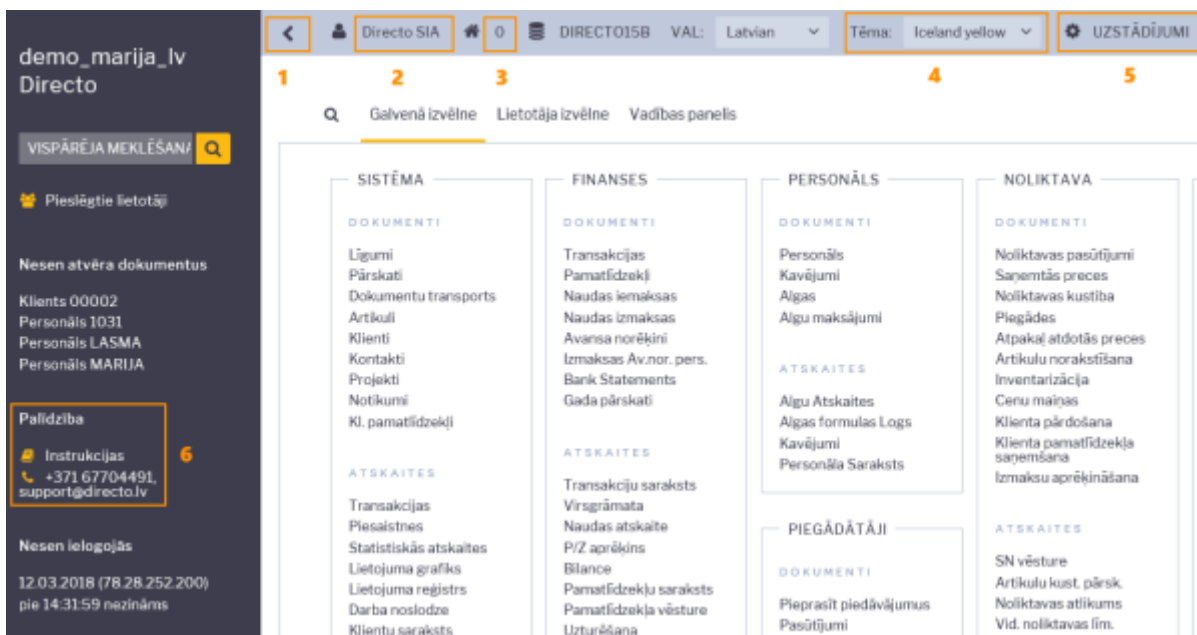 demo_marija_lv
Directo
VISPĀRĒJA MEKLĒŠANA
Pieslēgtie lietotāji
Nesen atvēra dokumentus
Klients 00002
Personāls 1031
Personāls LASMA
Personāls MARIJA
Palīdzība
Instrukcijas
+371 67704491,
support@directo.lv
6
Nesen ielogojās
12.03.2018 (78.28.252.200)
pie 14:31:59 nezināms
Directo SIA
0
DIRECTO15B
VAL:
Latvian
Tēma:
Iceland yellow
UZSTĀDĪJUMI
1
2
3
4
5
Galvenā izvēlne
Lietotāja izvēlne
Vadības panelis
SISTĒMA
DOKUMENTI
Līgumi
Pārskati
Dokumentu transports
Artikuli
Klienti
Kontakti
Projekti
Notikumi
Kl. pamatlīdzekļi
ATSKAITES
Transakcijas
Piesaistnes
Statistiskās atskaites
Lietojuma grafiks
Lietojuma reģistrs
Darba noslodze
Klientu saraksts
FINANSES
DOKUMENTI
Transakcijas
Pamatlīdzekļi
Naudas iemaksas
Naudas izmaksas
Avansa norēķini
Izmaksas Av.nor. pers.
Bank Statements
Gada pārskati
ATSKAITES
Transakciju saraksts
Virsgrāmata
Naudas atskaite
P/Z aprēķins
Bilance
Pamatlīdzekļu saraksts
Pamatlīdzekļa vēsture
Uzturēšana
PERSONĀLS
DOKUMENTI
Personāls
Kavējumi
Algas
Algu maksājumi
ATSKAITES
Algu Atskaites
Algas formulas Logs
Kavējumi
Personāla Saraksts
PIEGĀDĀTĀJI
DOKUMENTI
Pieprasīt piedāvājumus
Pasūtījumi
NOLIKTAVA
DOKUMENTI
Noliktavas pasūtījumi
Saņemtās preces
Noliktavas kustība
Piegādes
Atpakaļ atdotās preces
Artikulu norakstīšana
Inventarizācija
Cenu maiņas
Klienta pārdošana
Klienta pamatlīdzekļa
saņemšana
Izmaksu aprēķināšana
ATSKAITES
SN vēsture
Artikulu kust. pārsk.
Noliktavas atlikums
Vid. noliktavas līm.